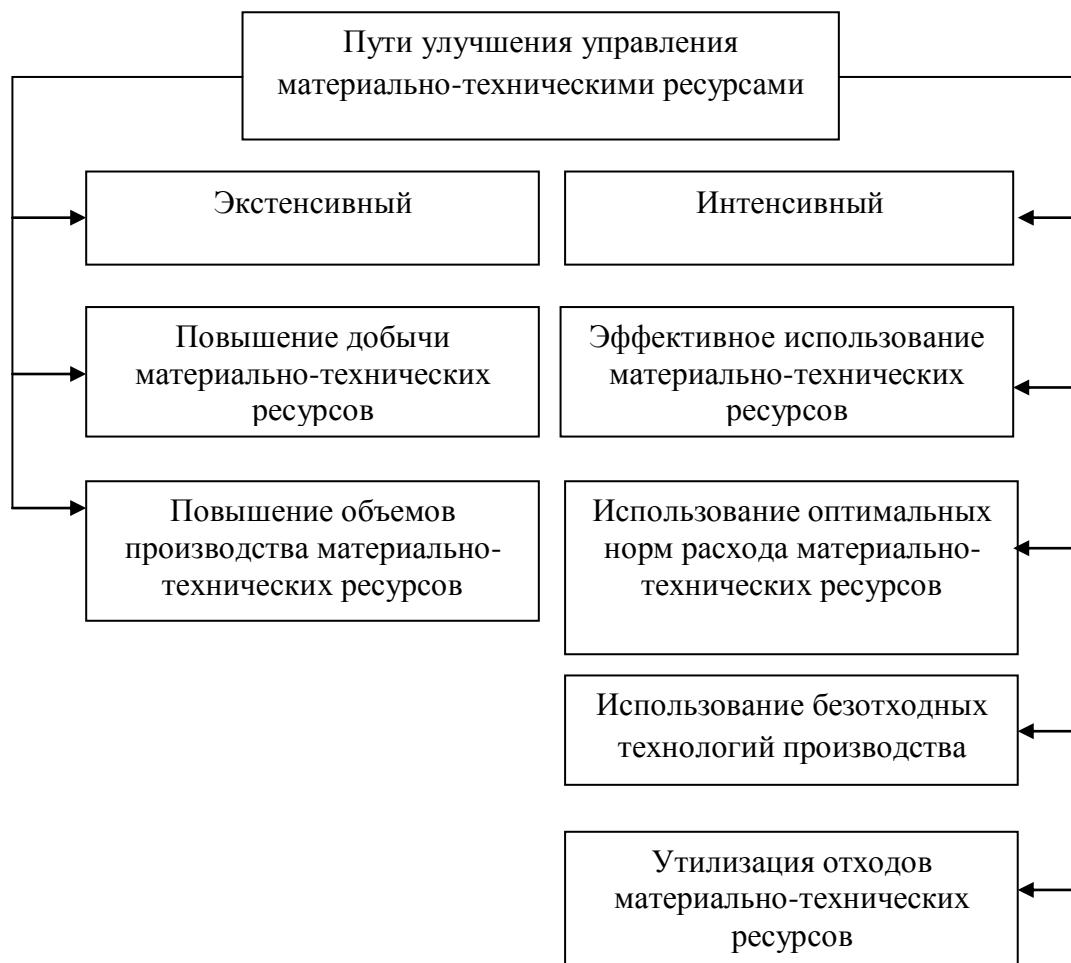 Пути улучшения управления
материально-техническими ресурсами
Экстенсивный
Интенсивный
Повышение добычи
материально-технических
ресурсов
Эффективное использование
материально-технических
ресурсов
Повышение объемов
производства материально-
технических ресурсов
Использование оптимальных
норм расхода материально-
технических ресурсов
Использование безотходных
технологий производства
Утилизация отходов
материально-технических
ресурсов